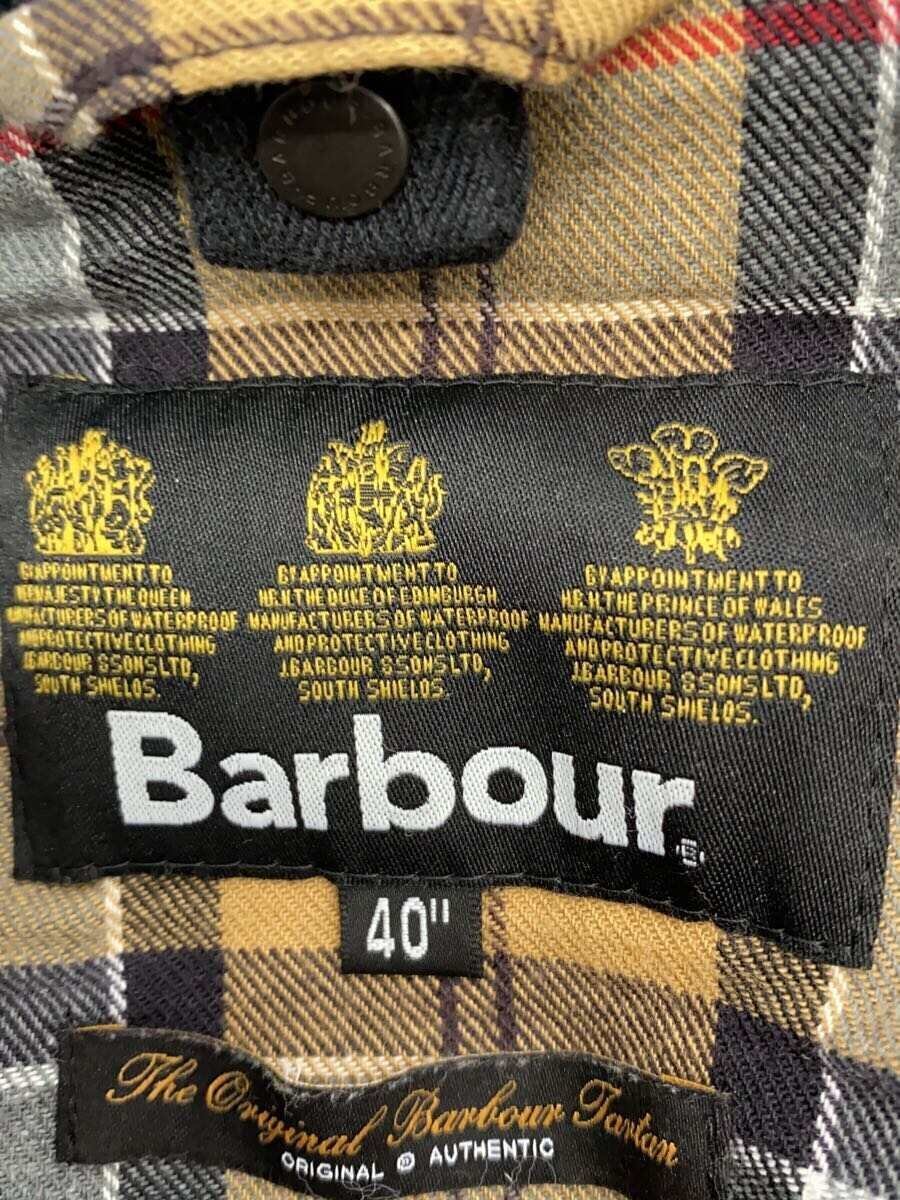 BY APPOINTMENT TO
HER MAJESTY THE QUEEN
MANUFACTURERS OF WATERPROOF
AND PROTECTIVE CLOTHING
J.BARBOUR & SONS LTD,
SOUTH SHIELDS.
BY APPOINTMENT TO
H.R.H. THE DUKE OF EDINBURGH
MANUFACTURERS OF WATERPROOF
AND PROTECTIVE CLOTHING
J.BARBOUR & SONS LTD,
SOUTH SHIELDS.
BY APPOINTMENT TO
H.R.H. THE PRINCE OF WALES
MANUFACTURERS OF WATERPROOF
AND PROTECTIVE CLOTHING
J.BARBOUR & SONS LTD,
SOUTH SHIELDS.
Barbour®
40"
The Original Barbour Tartan
ORIGINAL AUTHENTIC